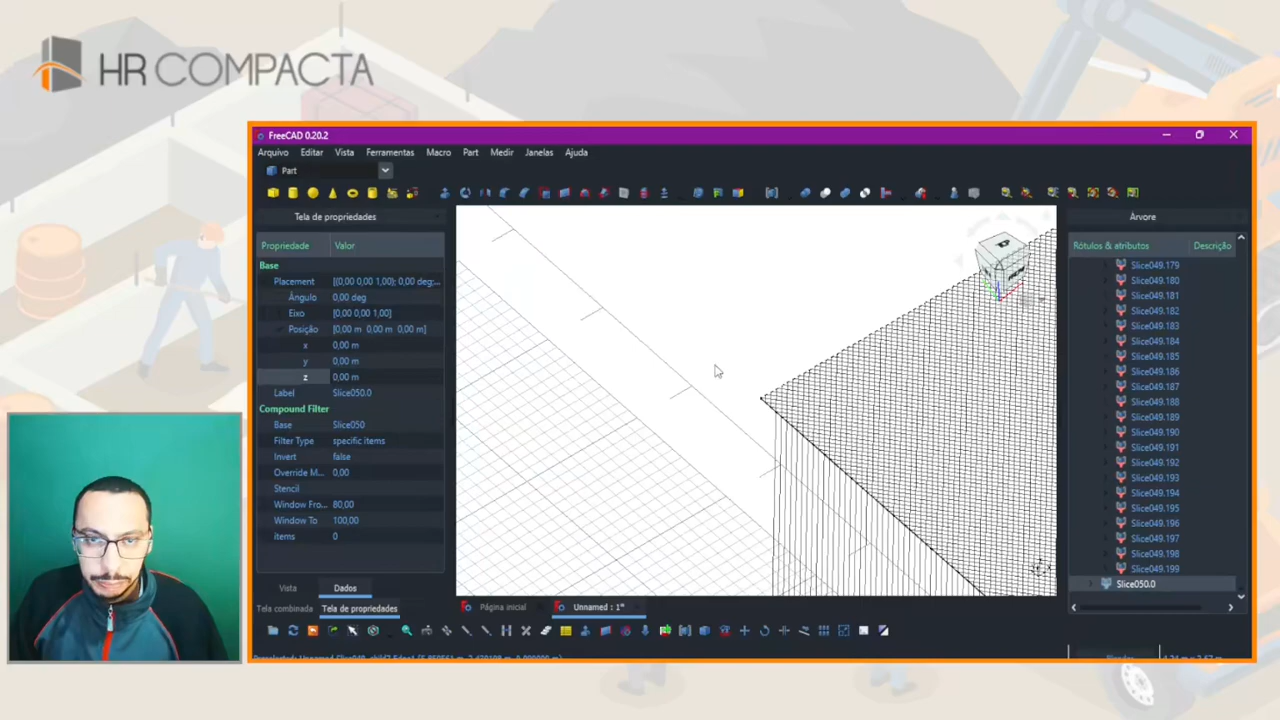 HR COMPACTA
FreeCAD 0.20.2
Arquivo Editar Vista Ferramentas Macro Part Medir Janelas Ajuda
Part
Tela de propriedades
Propriedade Valor
Base
Placement [(0,00 0,00 1,00); 0,00 deg;...
Ângulo 0,00 deg
Eixo [0,00 0,00 1,00]
Posição [0,00 m 0,00 m 0,00 m]
x 0,00 m
y 0,00 m
z 0,00 m
Label Slice050.0
Compound Filter
Base Slice050
Filter Type specific items
Invert false
Override M... 0,00
Stencil
Window Fro... 80,00
Window To 100,00
items 0
Vista Dados
Tela combinada Tela de propriedades
Página inicial
Unnamed : 1*
Árvore
Rótulos & atributos Descrição
Slice049.179
Slice049.180
Slice049.181
Slice049.182
Slice049.183
Slice049.184
Slice049.185
Slice049.186
Slice049.187
Slice049.188
Slice049.189
Slice049.190
Slice049.191
Slice049.192
Slice049.193
Slice049.194
Slice049.195
Slice049.196
Slice049.197
Slice049.198
Slice049.199
Slice050.0